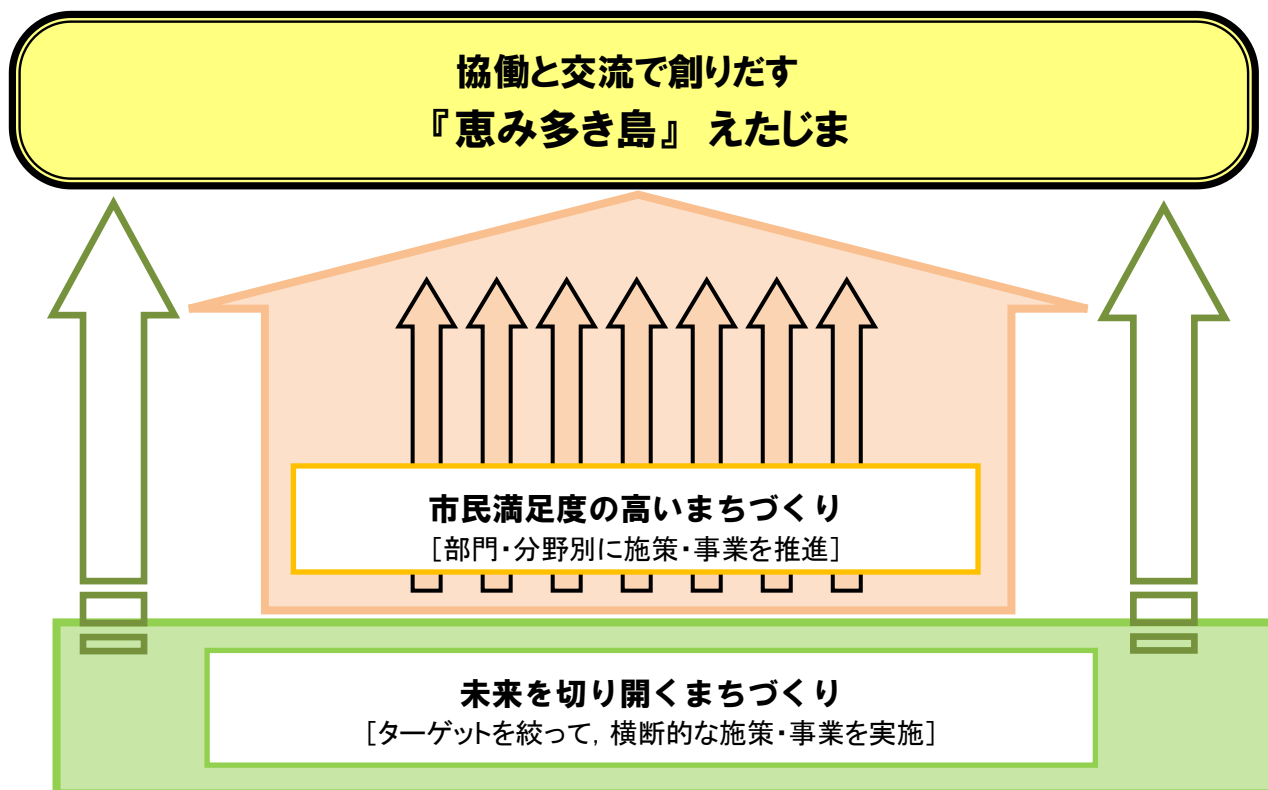 協働と交流で創りだす
『恵み多き島』 えたじま
市民満足度の高いまちづくり
[部門・分野別に施策・事業を推進]
未来を切り開くまちづくり
[ターゲットを絞って，横断的な施策・事業を実施]